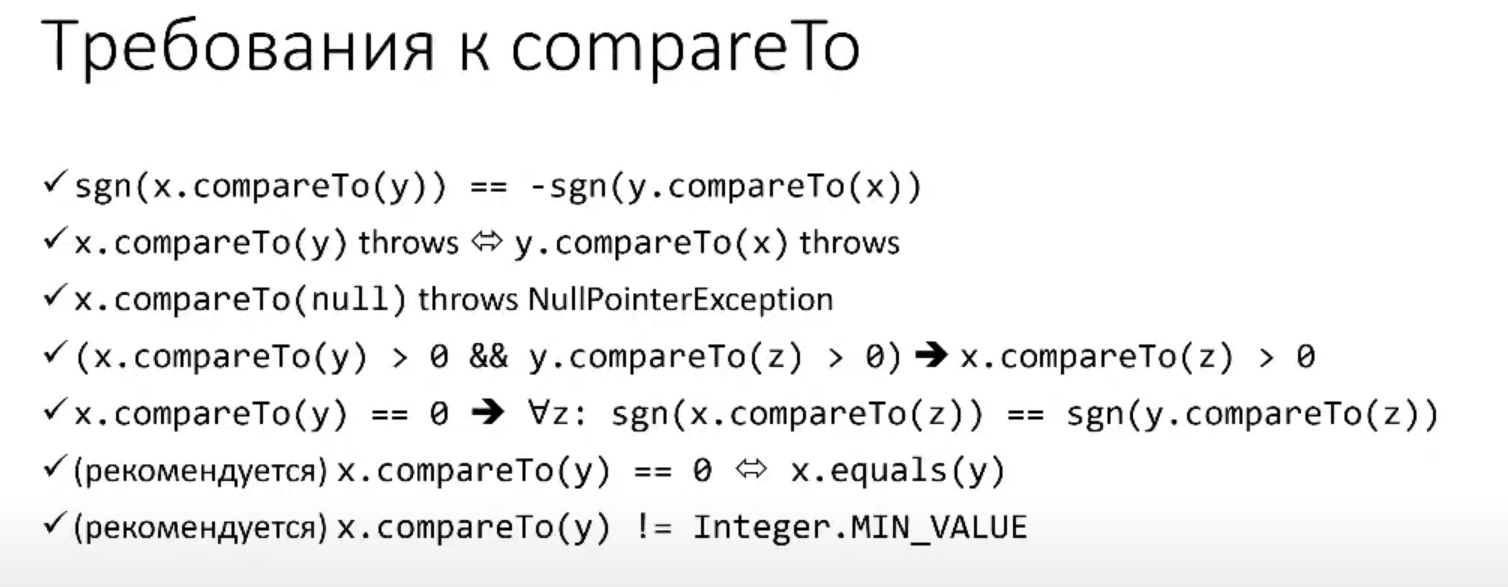 Требования к compareTo
✓ sgn(x.compareTo(y)) == -sgn(y.compareTo(x))
✓ x.compareTo(y) throws ⇔ y.compareTo(x) throws
✓ x.compareTo(null) throws NullPointerException
✓ (x.compareTo(y) > 0 && y.compareTo(z) > 0) ➔ x.compareTo(z) > 0
✓ x.compareTo(y) == 0 ➔ ∀z: sgn(x.compareTo(z)) == sgn(y.compareTo(z))
✓ (рекомендуется) x.compareTo(y) == 0 ⇔ x.equals(y)
✓ (рекомендуется) x.compareTo(y) != Integer.MIN_VALUE